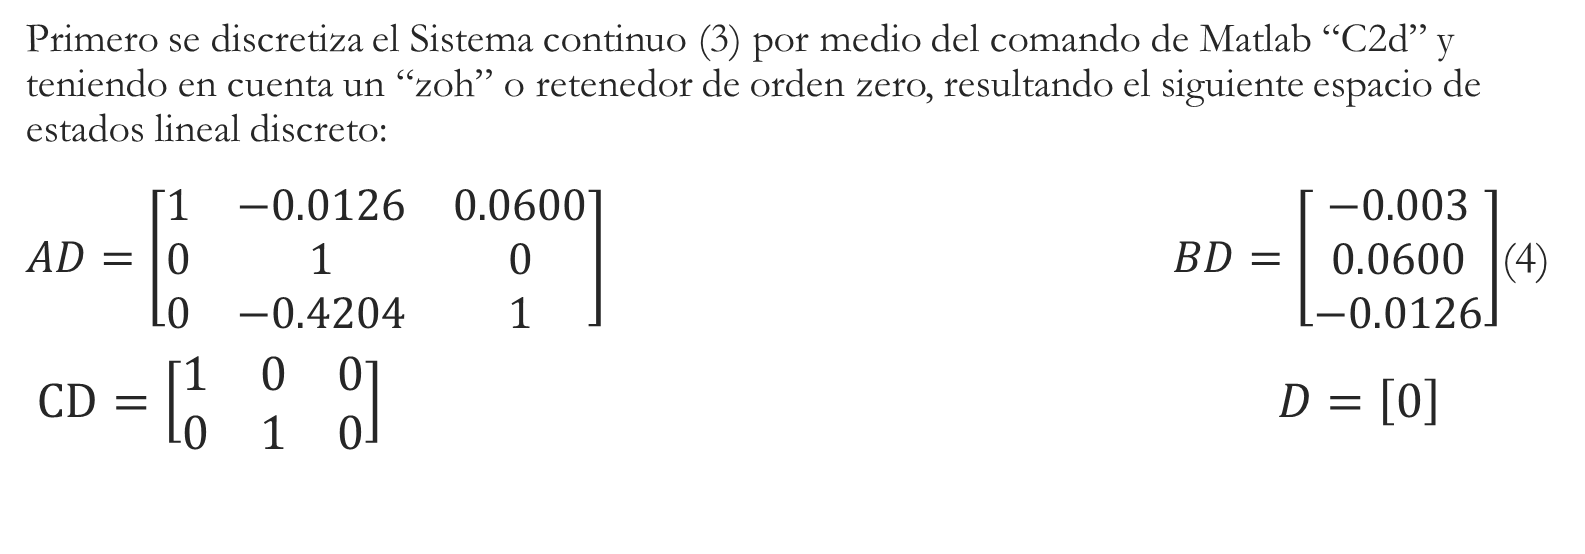 Primero se discretiza el Sistema continuo (3) por medio del comando de Matlab “C2d” y
teniendo en cuenta un “zoh” o retenedor de orden zero, resultando el siguiente espacio de
estados lineal discreto:
1 −0.0126 0.0600
AD = [0 1 0]
0 −0.4204 1
−0.003
BD = [0.0600] (4)
−0.0126
CD = [1 0 0
0 1 0]
D = [0]